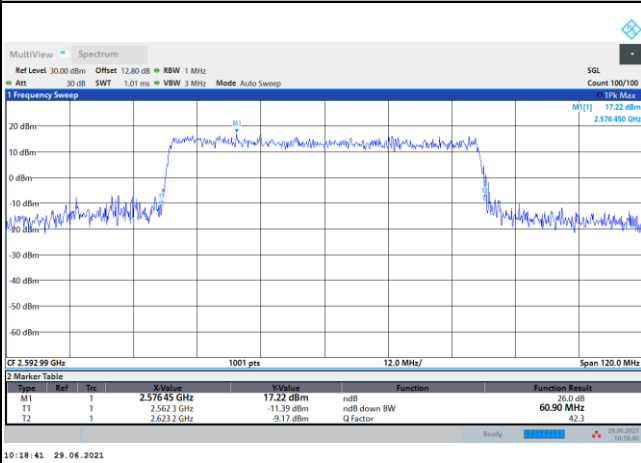 MultiView Spectrum
Ref Level 30.00 dBm Offset 12.80 dB RBW 1 MHz SGL
Att 30 dB SWT 1.01 ms VBW 3 MHz Mode Auto Sweep Count 100/100
1 Frequency Sweep 1Pk Max
M1[1] 17.22 dBm
2.576 450 GHz
M1
20 dBm
10 dBm
0 dBm
-10 dBm
-20 dBm
-30 dBm
-40 dBm
-50 dBm
-60 dBm
CF 2.592 99 GHz 1001 pts 12.0 MHz/ Span 120.0 MHz
2 Marker Table
Type Ref Trc X-Value Y-Value Function Function Result
M1 1 2.576 45 GHz 17.22 dBm ndB 26.0 dB
T1 1 2.562 3 GHz -11.39 dBm ndB down BW 60.90 MHz
T2 1 2.623 2 GHz -9.17 dBm Q Factor 42.3
Ready 29.06.2021
10:18:40
10:18:41 29.06.2021